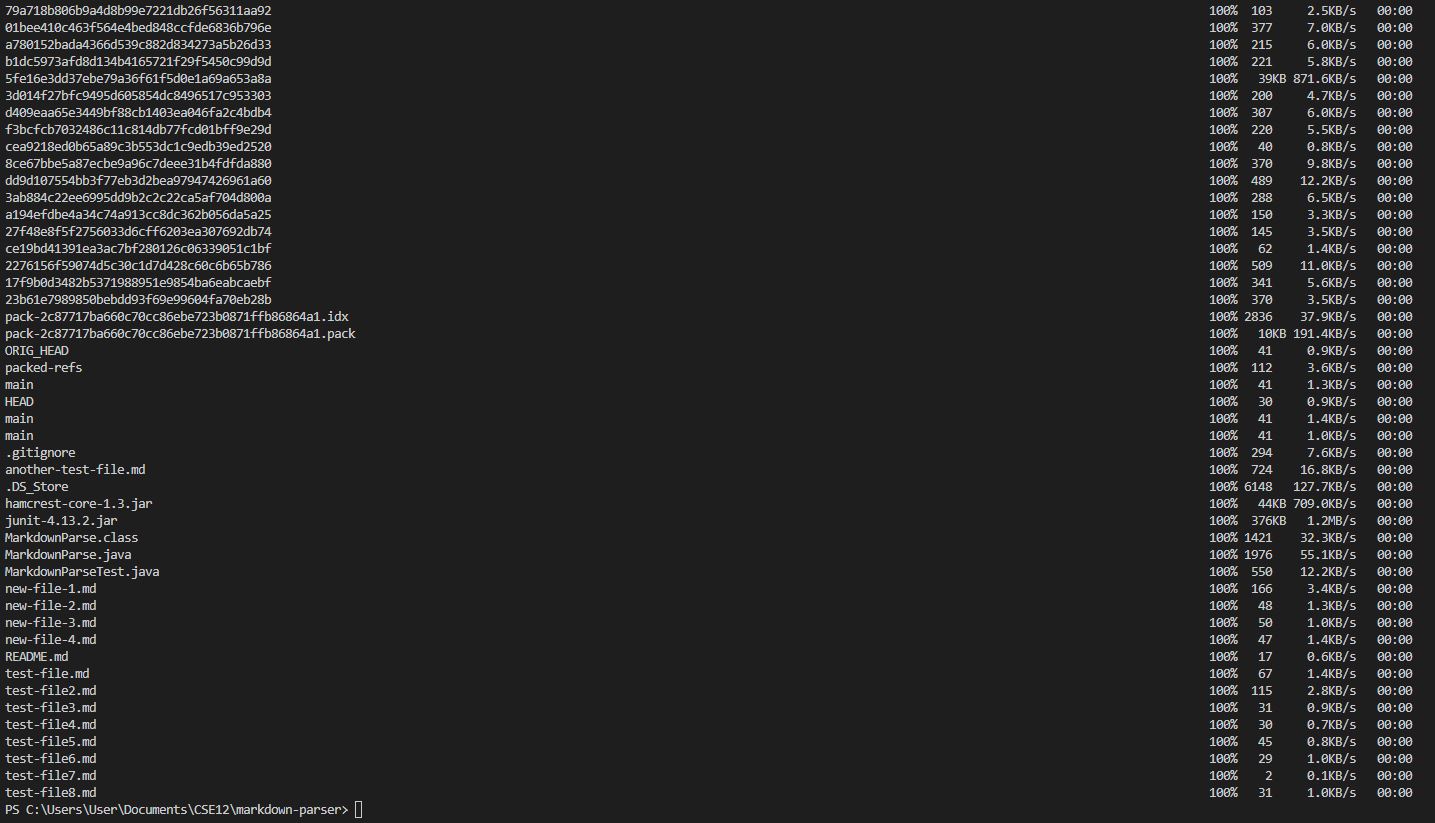 79a718b806b9a4d8b99e7221db26f56311aa92 100% 103 2.5KB/s 00:00
01bee410c463f564e4bed848ccfde6836b796e 100% 377 7.0KB/s 00:00
a780152bada4366d539c882d834273a5b26d33 100% 215 6.0KB/s 00:00
b1dc5973afd8d134b4165721f29f5450c99d9d 100% 221 5.8KB/s 00:00
5fe16e3dd37ebe79a36f61f5d0e1a69a653a8a 100% 39KB 871.6KB/s 00:00
3d014f27bfc9495d605854dc8496517c953303 100% 200 4.7KB/s 00:00
d409eaa65e3449bf88cb1403ea046fa2c4bdb4 100% 307 6.0KB/s 00:00
f3bcfcb7032486c11c814db77fcd01bff9e29d 100% 220 5.5KB/s 00:00
cea9218ed0b65a89c3b553dc1c9edb39ed2520 100% 40 0.8KB/s 00:00
8ce67bbe5a87ecbe9a96c7deee31b4fdfda880 100% 370 9.8KB/s 00:00
dd9d107554bb3f77eb3d2bea97947426961a60 100% 489 12.2KB/s 00:00
3ab884c22ee6995dd9b2c2c22ca5af704d800a 100% 288 6.5KB/s 00:00
a194efdbe4a34c74a913cc8dc362b056da5a25 100% 150 3.3KB/s 00:00
27f48e8f5f2756033d6cff6203ea307692db74 100% 145 3.5KB/s 00:00
ce19bd41391ea3ac7bf280126c06339051c1bf 100% 62 1.4KB/s 00:00
2276156f59074d5c30c1d7d428c60c6b65b786 100% 509 11.0KB/s 00:00
17f9b0d3482b5371988951e9854ba6eabcaebf 100% 341 5.6KB/s 00:00
23b61e7989850bebdd93f69e99604fa70eb28b 100% 370 3.5KB/s 00:00
pack-2c87717ba660c70cc86ebe723b0871ffb86864a1.idx 100% 2836 37.9KB/s 00:00
pack-2c87717ba660c70cc86ebe723b0871ffb86864a1.pack 100% 10KB 191.4KB/s 00:00
ORIG_HEAD 100% 41 0.9KB/s 00:00
packed-refs 100% 112 3.6KB/s 00:00
main 100% 41 1.3KB/s 00:00
HEAD 100% 30 0.9KB/s 00:00
main 100% 41 1.4KB/s 00:00
main 100% 41 1.0KB/s 00:00
.gitignore 100% 294 7.6KB/s 00:00
another-test-file.md 100% 724 16.8KB/s 00:00
.DS_Store 100% 6148 127.7KB/s 00:00
hamcrest-core-1.3.jar 100% 44KB 709.0KB/s 00:00
junit-4.13.2.jar 100% 376KB 1.2MB/s 00:00
MarkdownParse.class 100% 1421 32.3KB/s 00:00
MarkdownParse.java 100% 1976 55.1KB/s 00:00
MarkdownParseTest.java 100% 550 12.2KB/s 00:00
new-file-1.md 100% 166 3.4KB/s 00:00
new-file-2.md 100% 48 1.3KB/s 00:00
new-file-3.md 100% 50 1.0KB/s 00:00
new-file-4.md 100% 47 1.4KB/s 00:00
README.md 100% 17 0.6KB/s 00:00
test-file.md 100% 67 1.4KB/s 00:00
test-file2.md 100% 115 2.8KB/s 00:00
test-file3.md 100% 31 0.9KB/s 00:00
test-file4.md 100% 30 0.7KB/s 00:00
test-file5.md 100% 45 0.8KB/s 00:00
test-file6.md 100% 29 1.0KB/s 00:00
test-file7.md 100% 2 0.1KB/s 00:00
test-file8.md 100% 31 1.0KB/s 00:00
PS C:\Users\User\Documents\CSE12\markdown-parser>